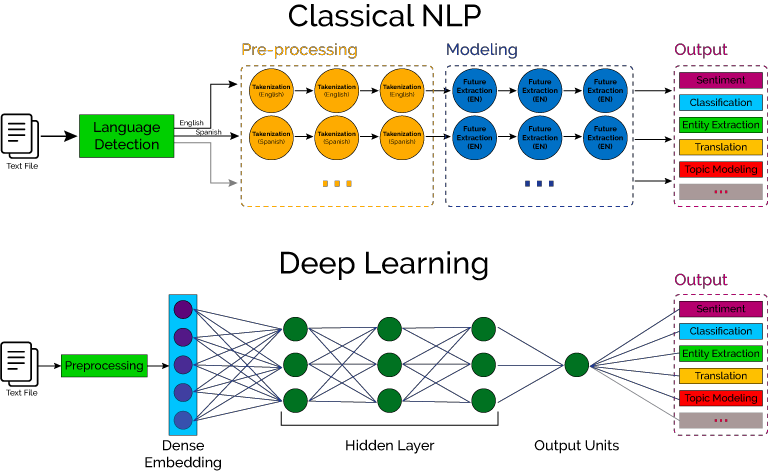 Classical NLP
Pre-processing
Modeling
Output
Takenization
(English)
Takenization
(English)
Takenization
(English)
Future
Extraction
(EN)
Future
Extraction
(EN)
Future
Extraction
(EN)
Sentiment
Classification
Entity Extraction
Translation
Topic Modeling
...
Text File
Language
Detection
English
Spanish
Takenization
(Spanish)
Takenization
(Spanish)
Takenization
(Spanish)
Future
Extraction
(EN)
Future
Extraction
(EN)
Future
Extraction
(EN)
...
...
Deep Learning
Output
Text File
Preprocessing
Sentiment
Classification
Entity Extraction
Translation
Topic Modeling
...
Dense
Embedding
Hidden Layer
Output Units